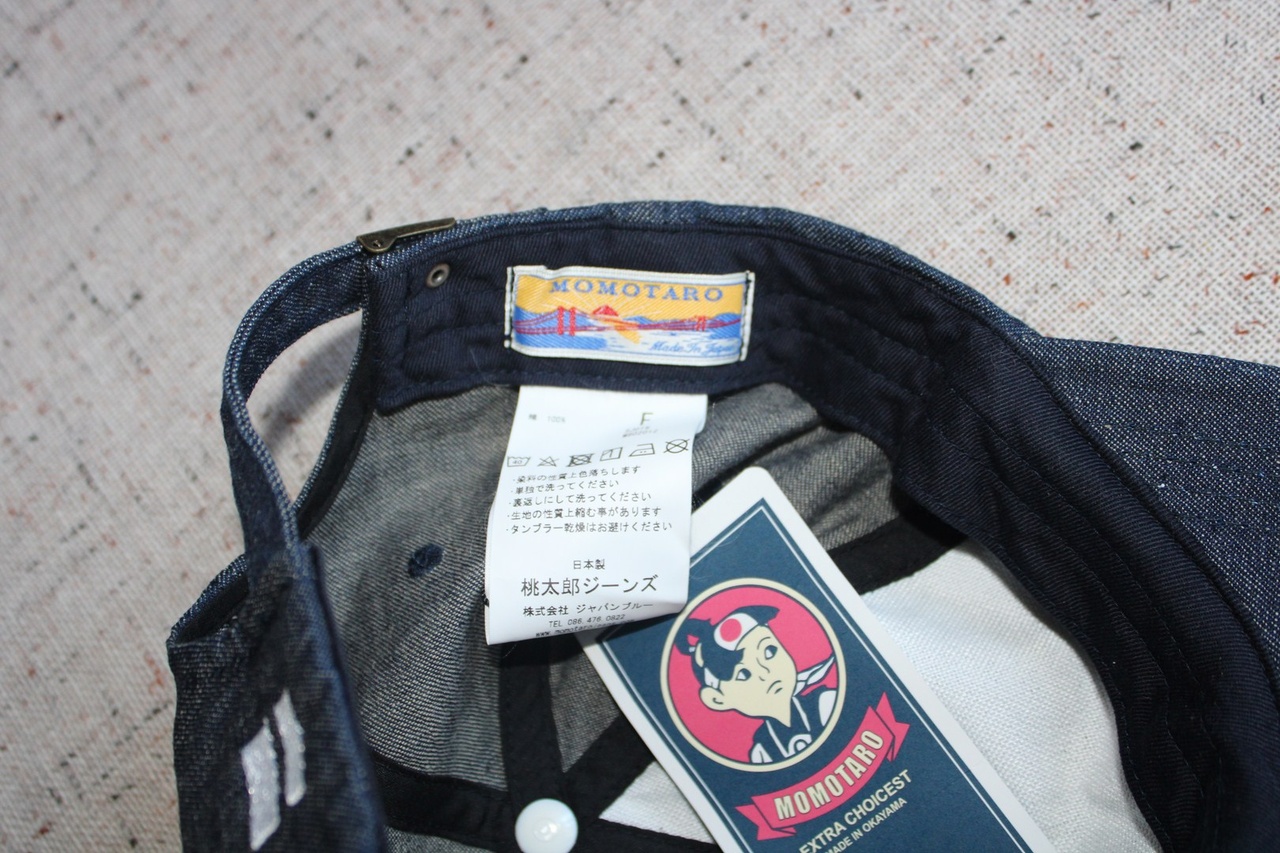 MOMOTARO
Made In Japan
綿 100%
F
・染料の性質上色落ちします
・単独で洗ってください
・裏返しにして洗ってください
・生地の性質上縮む事があります
・タンブラー乾燥はお避けください
日本製
桃太郎ジーンズ
株式会社 ジャパンブルー
TEL 086.476.0822
MOMOTARO
EXTRA CHOICEST
MADE IN OKAYAMA